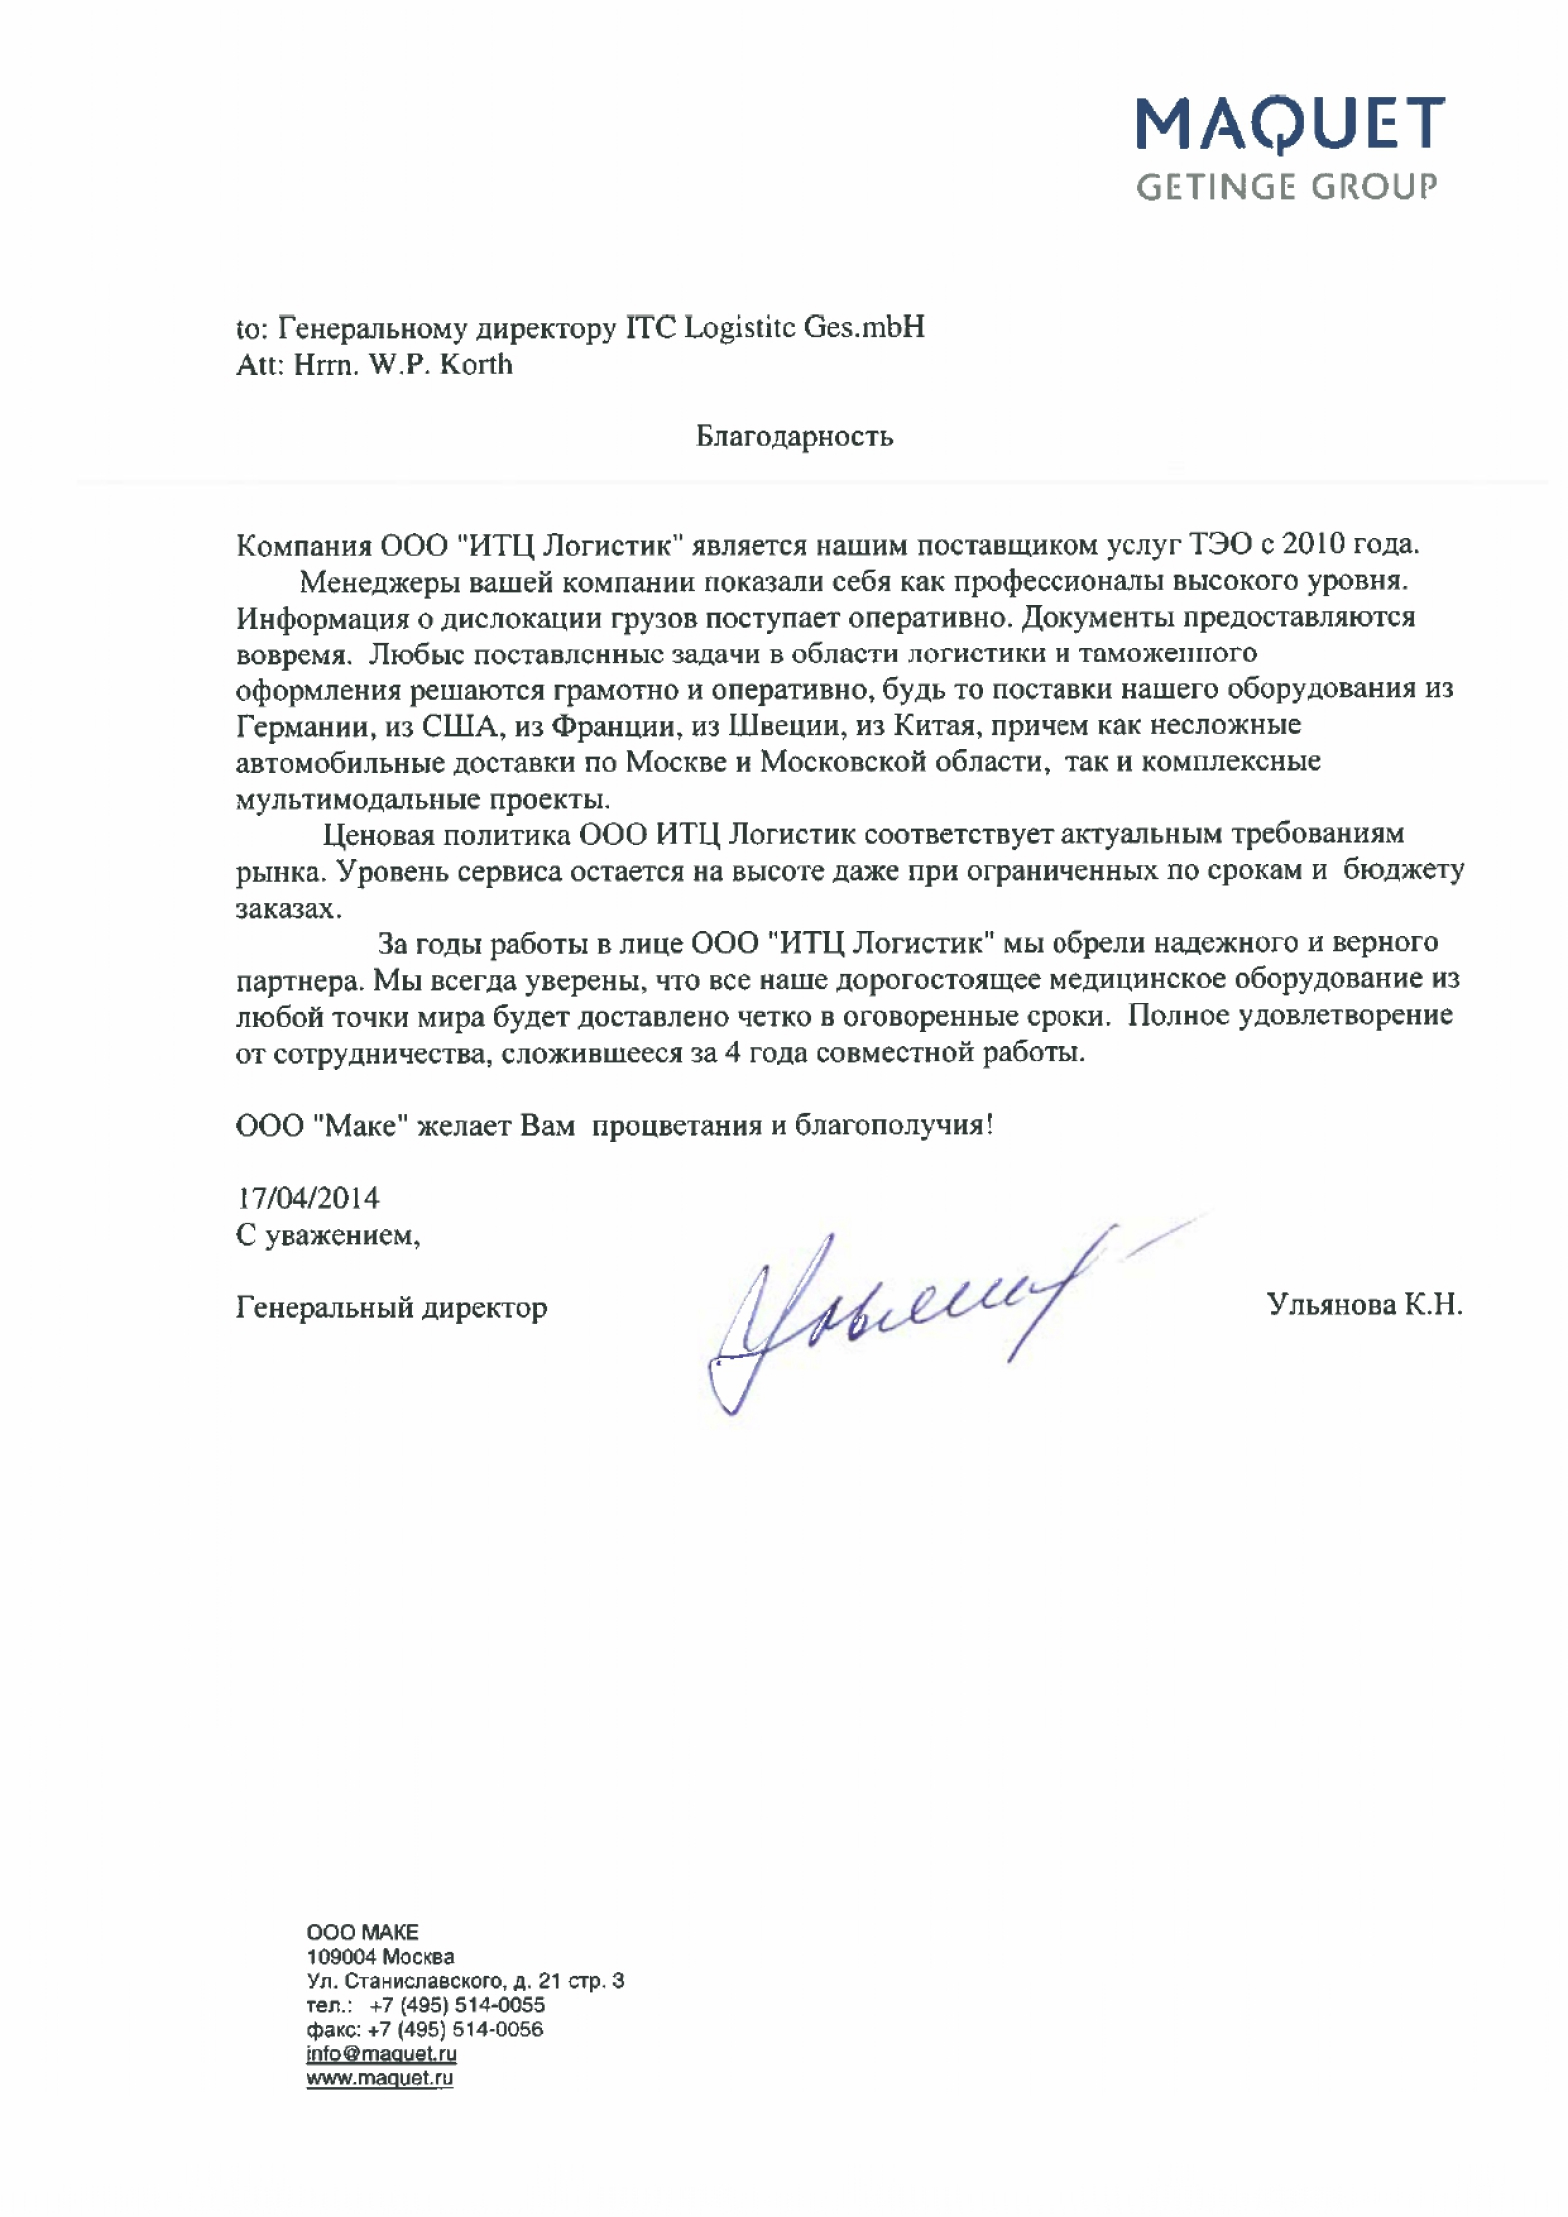 MAQUET
GETINGE GROUP
to: Генеральному директору ITC Logistitc Ges.mbH
Att: Hrrn. W.P. Korth
Благодарность
Компания ООО "ИТЦ Логистик" является нашим поставщиком услуг ТЭО с 2010 года.
Менеджеры вашей компании показали себя как профессионалы высокого уровня.
Информация о дислокации грузов поступает оперативно. Документы предоставляются
вовремя. Любые поставленные задачи в области логистики и таможенного
оформления решаются грамотно и оперативно, будь то поставки нашего оборудования из
Германии, из США, из Франции, из Швеции, из Китая, причем как несложные
автомобильные доставки по Москве и Московской области, так и комплексные
мультимодальные проекты.
Ценовая политика ООО ИТЦ Логистик соответствует актуальным требованиям
рынка. Уровень сервиса остается на высоте даже при ограниченных по срокам и бюджету
заказах.
За годы работы в лице ООО "ИТЦ Логистик" мы обрели надежного и верного
партнера. Мы всегда уверены, что все наше дорогостоящее медицинское оборудование из
любой точки мира будет доставлено четко в оговоренные сроки. Полное удовлетворение
от сотрудничества, сложившееся за 4 года совместной работы.
ООО "Маке" желает Вам процветания и благополучия!
17/04/2014
С уважением,
Генеральный директор Ульянова К.Н.
ООО МАКЕ
109004 Москва
Ул. Станиславского, д. 21 стр. 3
тел.: +7 (495) 514-0055
факс: +7 (495) 514-0056
info@maquet.ru
www.maquet.ru